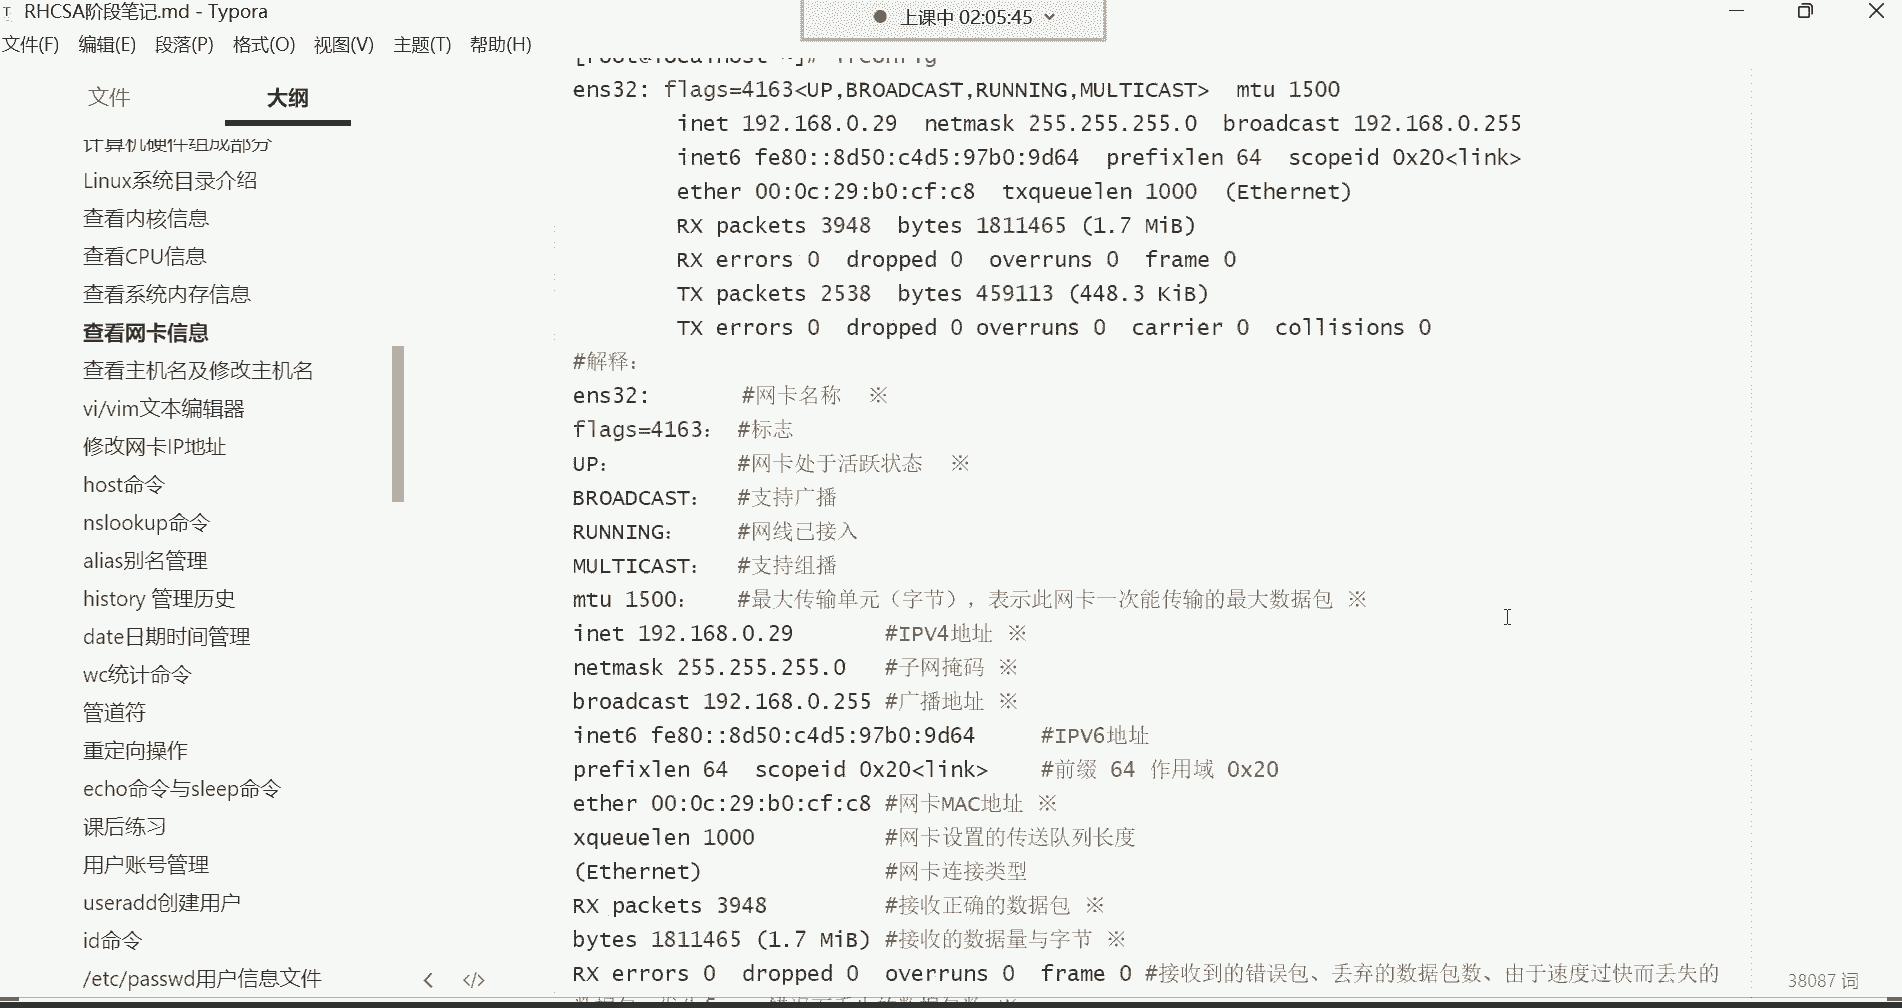 RHCSA阶段笔记.md - Typora
上课中 02:05:45
文件(F) 编辑(E) 段落(P) 格式(O) 视图(V) 主题(T) 帮助(H)
文件 大纲
计算机硬件组成部分
Linux系统目录介绍
查看内核信息
查看CPU信息
查看系统内存信息
查看网卡信息
查看主机名及修改主机名
vi/vim文本编辑器
修改网卡IP地址
host命令
nslookup命令
alias别名管理
history 管理历史
date日期时间管理
wc统计命令
管道符
重定向操作
echo命令与sleep命令
课后练习
用户账号管理
useradd创建用户
id命令
/etc/passwd用户信息文件
[root@localhost ~]# ifconfig
ens32: flags=4163<UP,BROADCAST,RUNNING,MULTICAST> mtu 1500
inet 192.168.0.29 netmask 255.255.255.0 broadcast 192.168.0.255
inet6 fe80::8d50:c4d5:97b0:9d64 prefixlen 64 scopeid 0x20<link>
ether 00:0c:29:b0:cf:c8 txqueuelen 1000 (Ethernet)
RX packets 3948 bytes 1811465 (1.7 MiB)
RX errors 0 dropped 0 overruns 0 frame 0
TX packets 2538 bytes 459113 (448.3 KiB)
TX errors 0 dropped 0 overruns 0 carrier 0 collisions 0
#解释：
ens32: #网卡名称 ※
flags=4163： #标志
UP： #网卡处于活跃状态 ※
BROADCAST： #支持广播
RUNNING： #网线已接入
MULTICAST： #支持组播
mtu 1500： #最大传输单元（字节），表示此网卡一次能传输的最大数据包 ※
inet 192.168.0.29 #IPV4地址 ※
netmask 255.255.255.0 #子网掩码 ※
broadcast 192.168.0.255 #广播地址 ※
inet6 fe80::8d50:c4d5:97b0:9d64 #IPV6地址
prefixlen 64 scopeid 0x20<link> #前缀 64 作用域 0x20
ether 00:0c:29:b0:cf:c8 #网卡MAC地址 ※
xqueuelen 1000 #网卡设置的传送队列长度
(Ethernet) #网卡连接类型
RX packets 3948 #接收正确的数据包 ※
bytes 1811465 (1.7 MiB) #接收的数据量与字节 ※
RX errors 0 dropped 0 overruns 0 frame 0 #接收到的错误包、丢弃的数据包数、由于速度过快而丢失的
38087 词